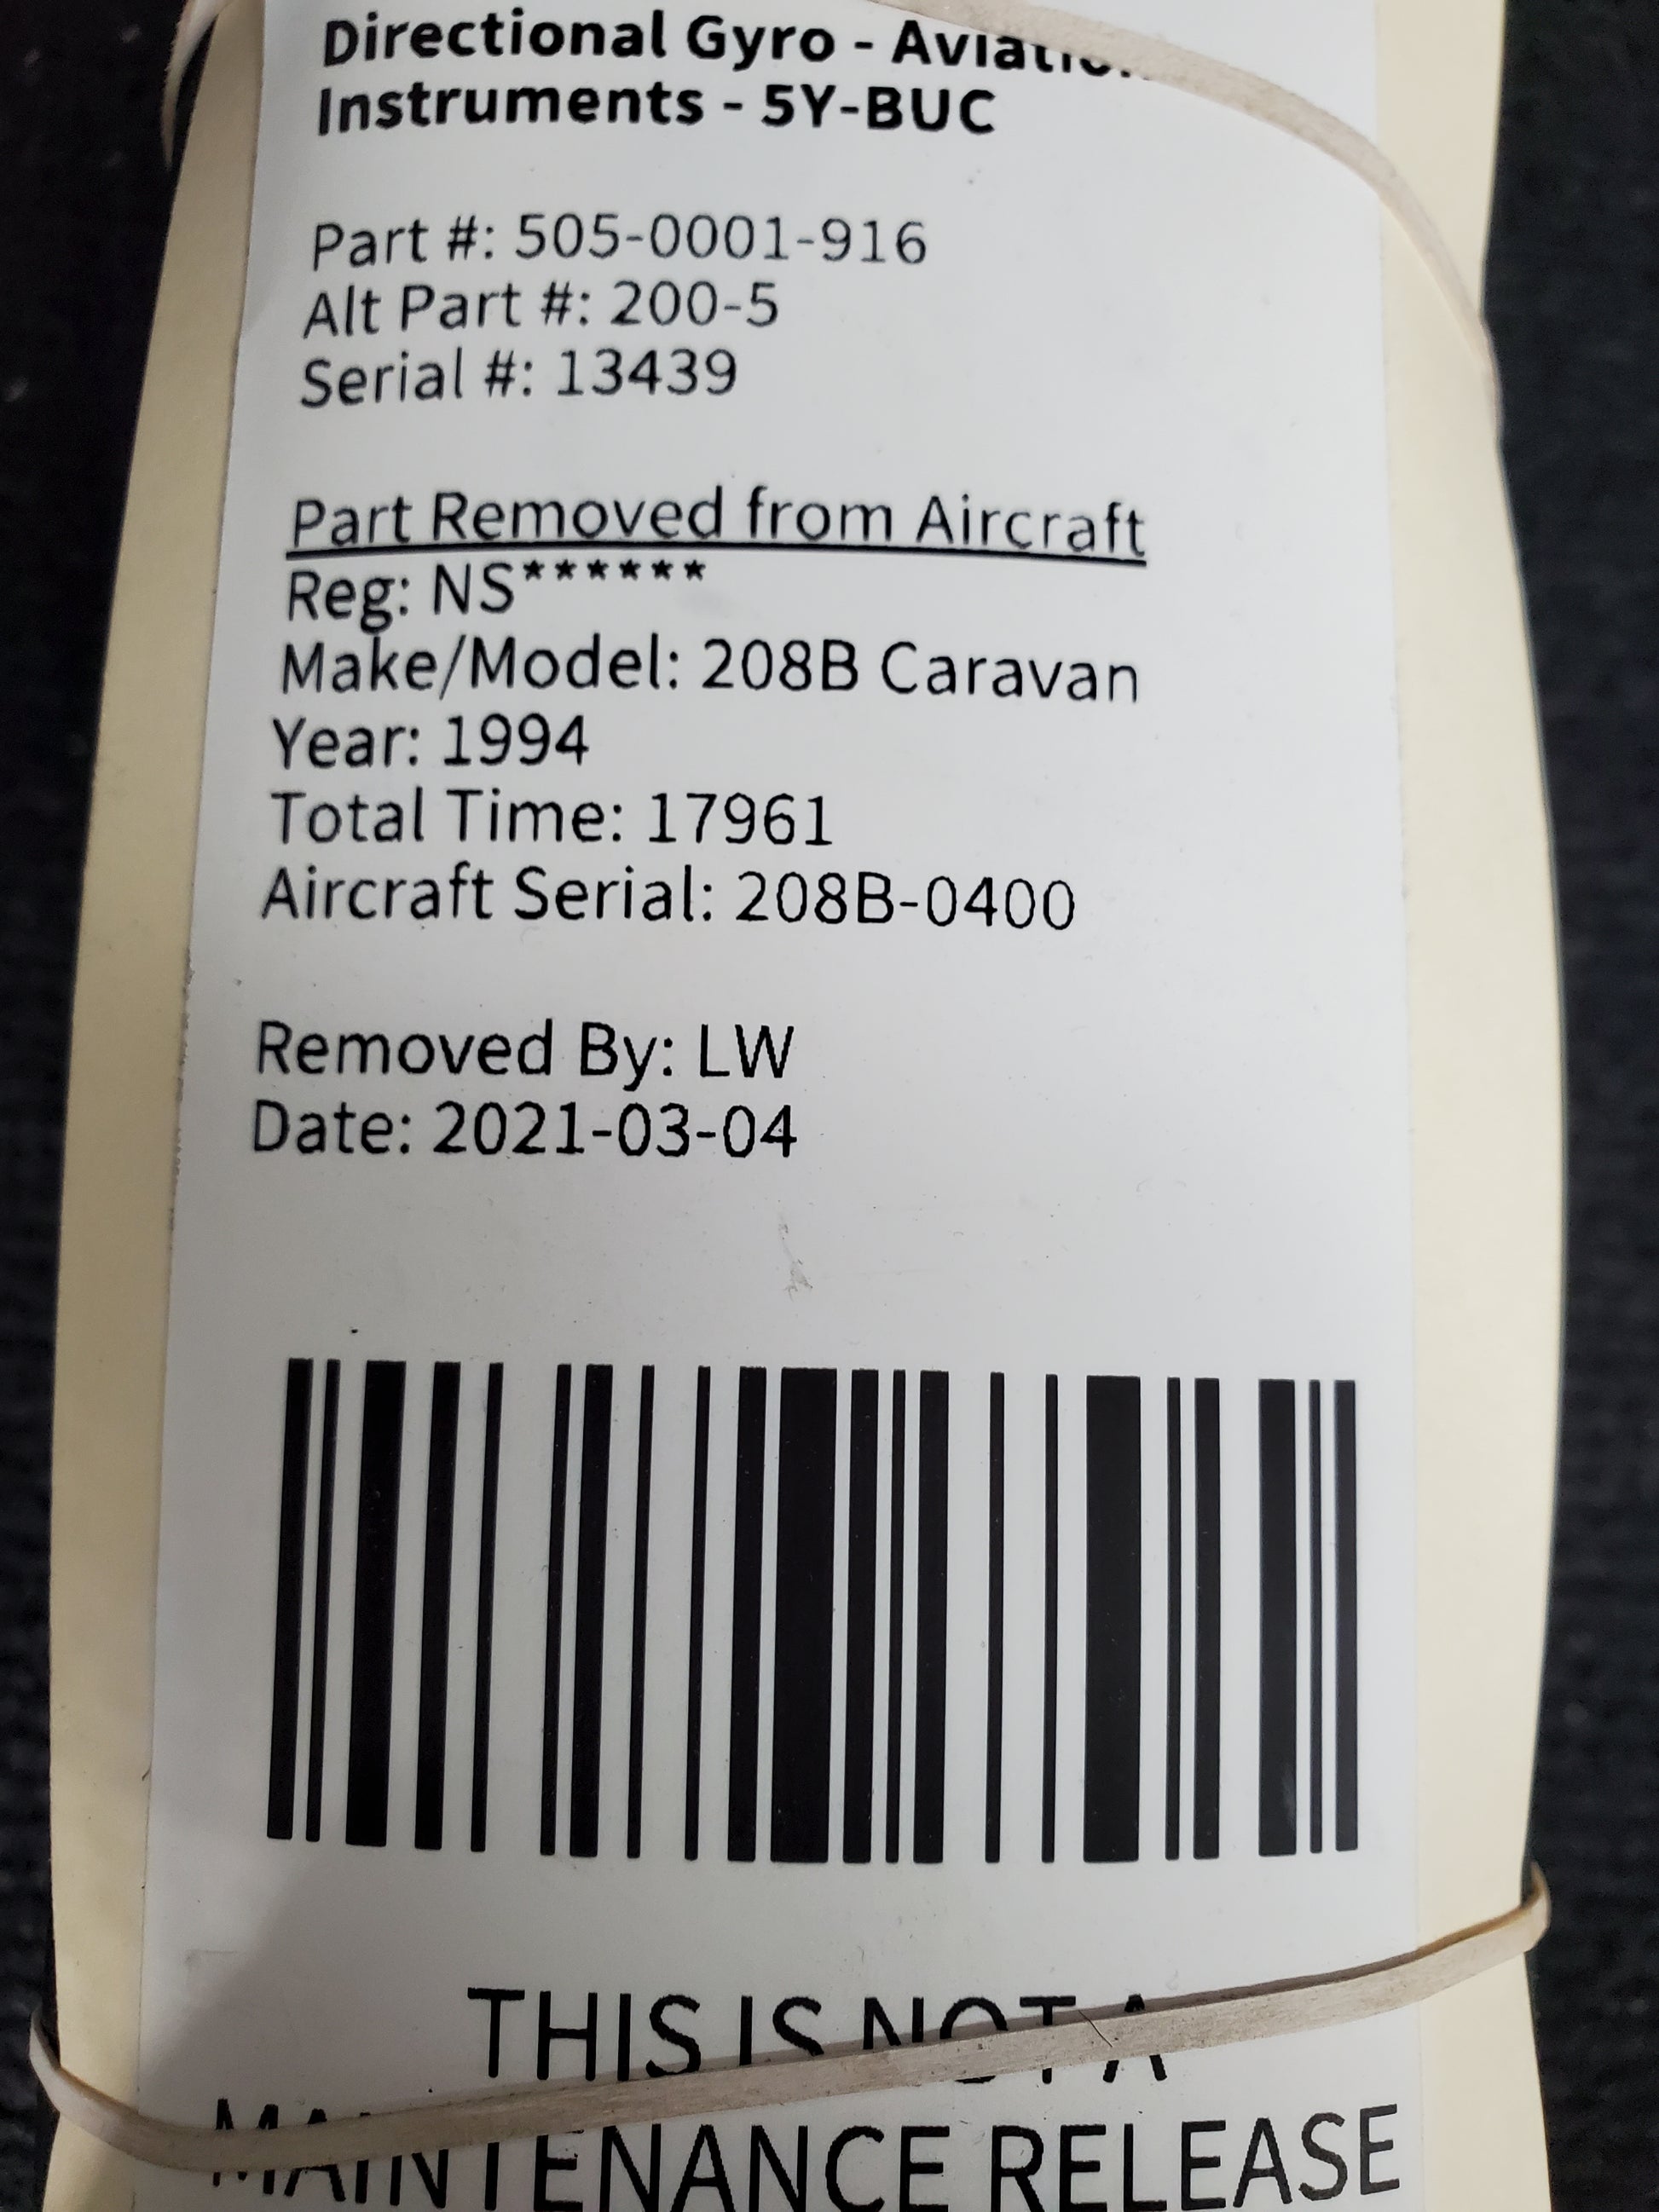 Directional Gyro - Aviation
Instruments - 5Y-BUC
Part #: 505-0001-916
Alt Part #: 200-5
Serial #: 13439
Part Removed from Aircraft
Reg: NS******
Make/Model: 208B Caravan
Year: 1994
Total Time: 17961
Aircraft Serial: 208B-0400
Removed By: LW
Date: 2021-03-04
THIS IS NOT A
MAINTENANCE RELEASE